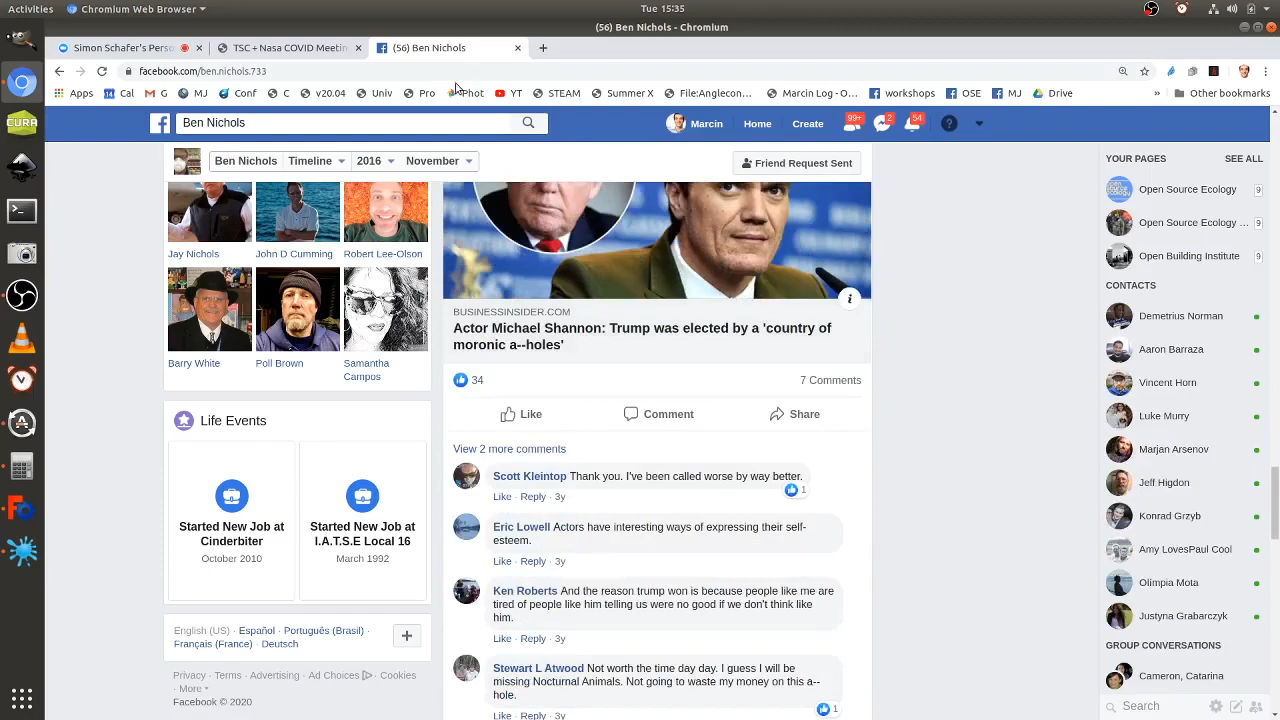 Activities Chromium Web Browser Tue 15:35
(56) Ben Nichols - Chromium
Simon Schafer's Perso TSC + Nasa COVID Meetin (56) Ben Nichols
facebook.com/ben.nichols.733
Apps Cal G MJ Conf C v20.04 Univ Pro Phot YT STEAM Summer X File:Anglecon... Marcin Log - O... workshops OSE MJ Drive » Other bookmarks
Ben Nichols Marcin Home Create 99+ 2 54
Ben Nichols Timeline 2016 November Friend Request Sent
Jay Nichols John D Cumming Robert Lee-Olson
Barry White Poll Brown Samantha Campos
Life Events
Started New Job at Cinderbiter
October 2010
Started New Job at I.A.T.S.E Local 16
March 1992
English (US) · Español · Português (Brasil) ·
Français (France) · Deutsch
Privacy · Terms · Advertising · Ad Choices · Cookies
· More
Facebook © 2020
BUSINESSINSIDER.COM
Actor Michael Shannon: Trump was elected by a 'country of
moronic a--holes'
34 7 Comments
Like Comment Share
View 2 more comments
Scott Kleintop Thank you. I've been called worse by way better.
1
Like · Reply · 3y
Eric Lowell Actors have interesting ways of expressing their self-
esteem.
Like · Reply · 3y
Ken Roberts And the reason trump won is because people like me are
tired of people like him telling us were no good if we don't think like
him.
Like · Reply · 3y
Stewart L Atwood Not worth the time day day. I guess I will be
missing Nocturnal Animals. Not going to waste my money on this a--
hole.
1
Like · Reply · 3y
YOUR PAGES SEE ALL
Open Source Ecology 9
Open Source Ecology ... 9
Open Building Institute 9
CONTACTS
Demetrius Norman
Aaron Barraza
Vincent Horn
Luke Murry
Marjan Arsenov
Jeff Higdon
Konrad Grzyb
Amy LovesPaul Cool
Olímpia Mota
Justyna Grabarczyk
GROUP CONVERSATIONS
Cameron, Catarina
Search
CURA